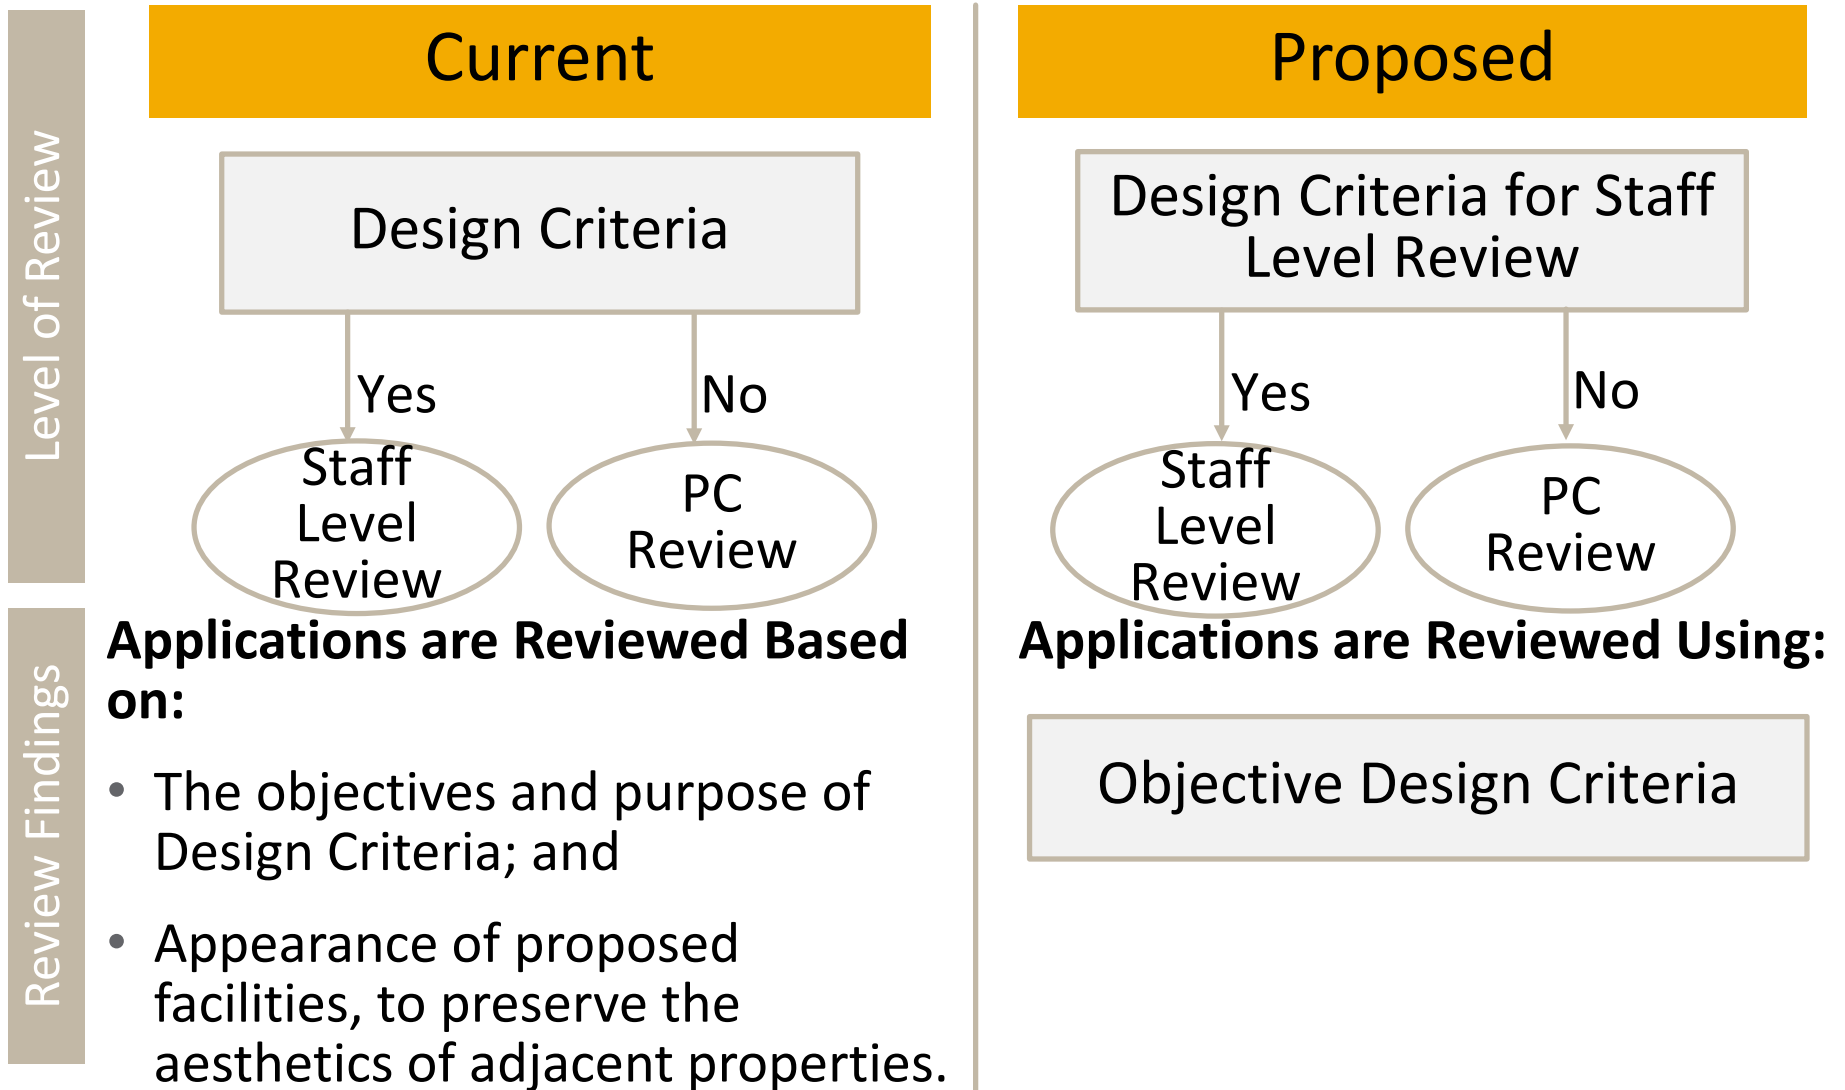 Level of Review
Current
Design Criteria
Yes
No
Staff
Level
Review
PC
Review
Proposed
Design Criteria for Staff
Level Review
Yes
No
Staff
Level
Review
PC
Review
Review Findings
Applications are Reviewed Based
on:
• The objectives and purpose of
Design Criteria; and
• Appearance of proposed
facilities, to preserve the
aesthetics of adjacent properties.
Applications are Reviewed Using:
Objective Design Criteria